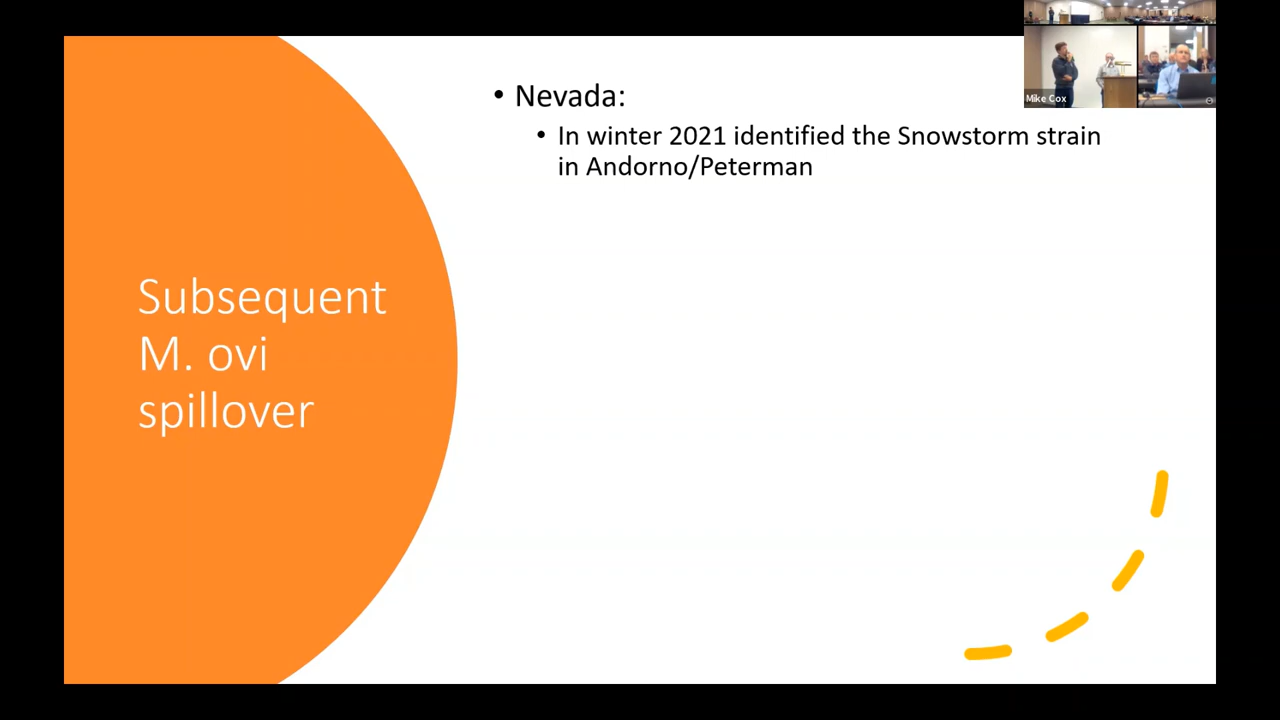 Subsequent
M. ovi
spillover
• Nevada:
• In winter 2021 identified the Snowstorm strain
in Andorno/Peterman
Mike Cox